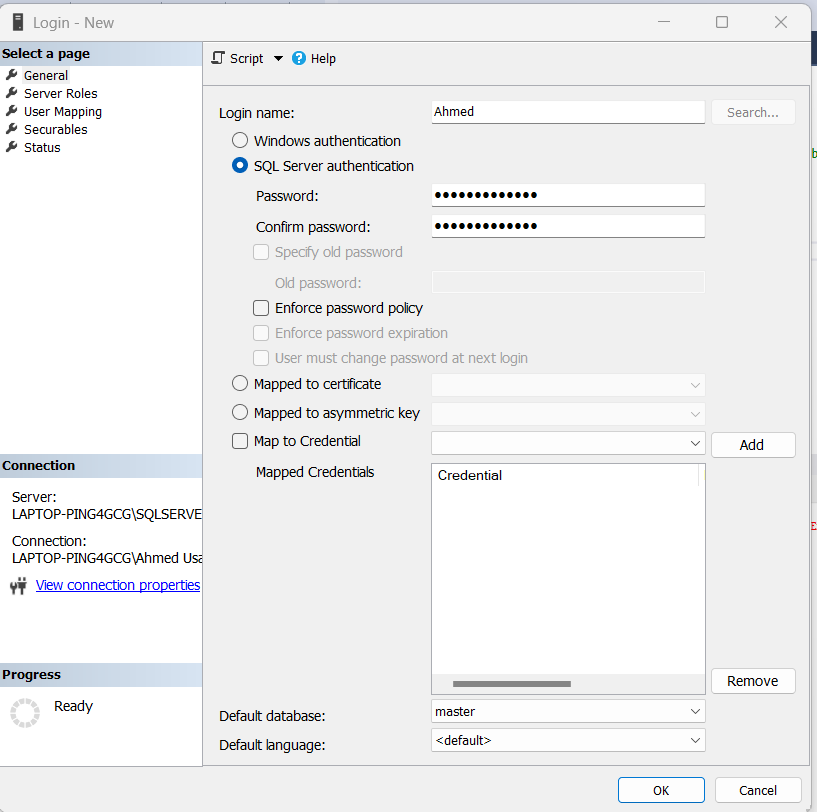 Login - New
Select a page
General
Server Roles
User Mapping
Securables
Status
Script
Help
Login name:
Ahmed
Search...
Windows authentication
SQL Server authentication
Password:
●●●●●●●●●●●●●
Confirm password:
●●●●●●●●●●●●●
Specify old password
Old password:
Enforce password policy
Enforce password expiration
User must change password at next login
Mapped to certificate
Mapped to asymmetric key
Map to Credential
Add
Mapped Credentials
Credential
Remove
Default database:
master
Default language:
<default>
Connection
Server:
LAPTOP-PING4GCG\SQLSERVE
Connection:
LAPTOP-PING4GCG\Ahmed Usa
View connection properties
Progress
Ready
OK
Cancel